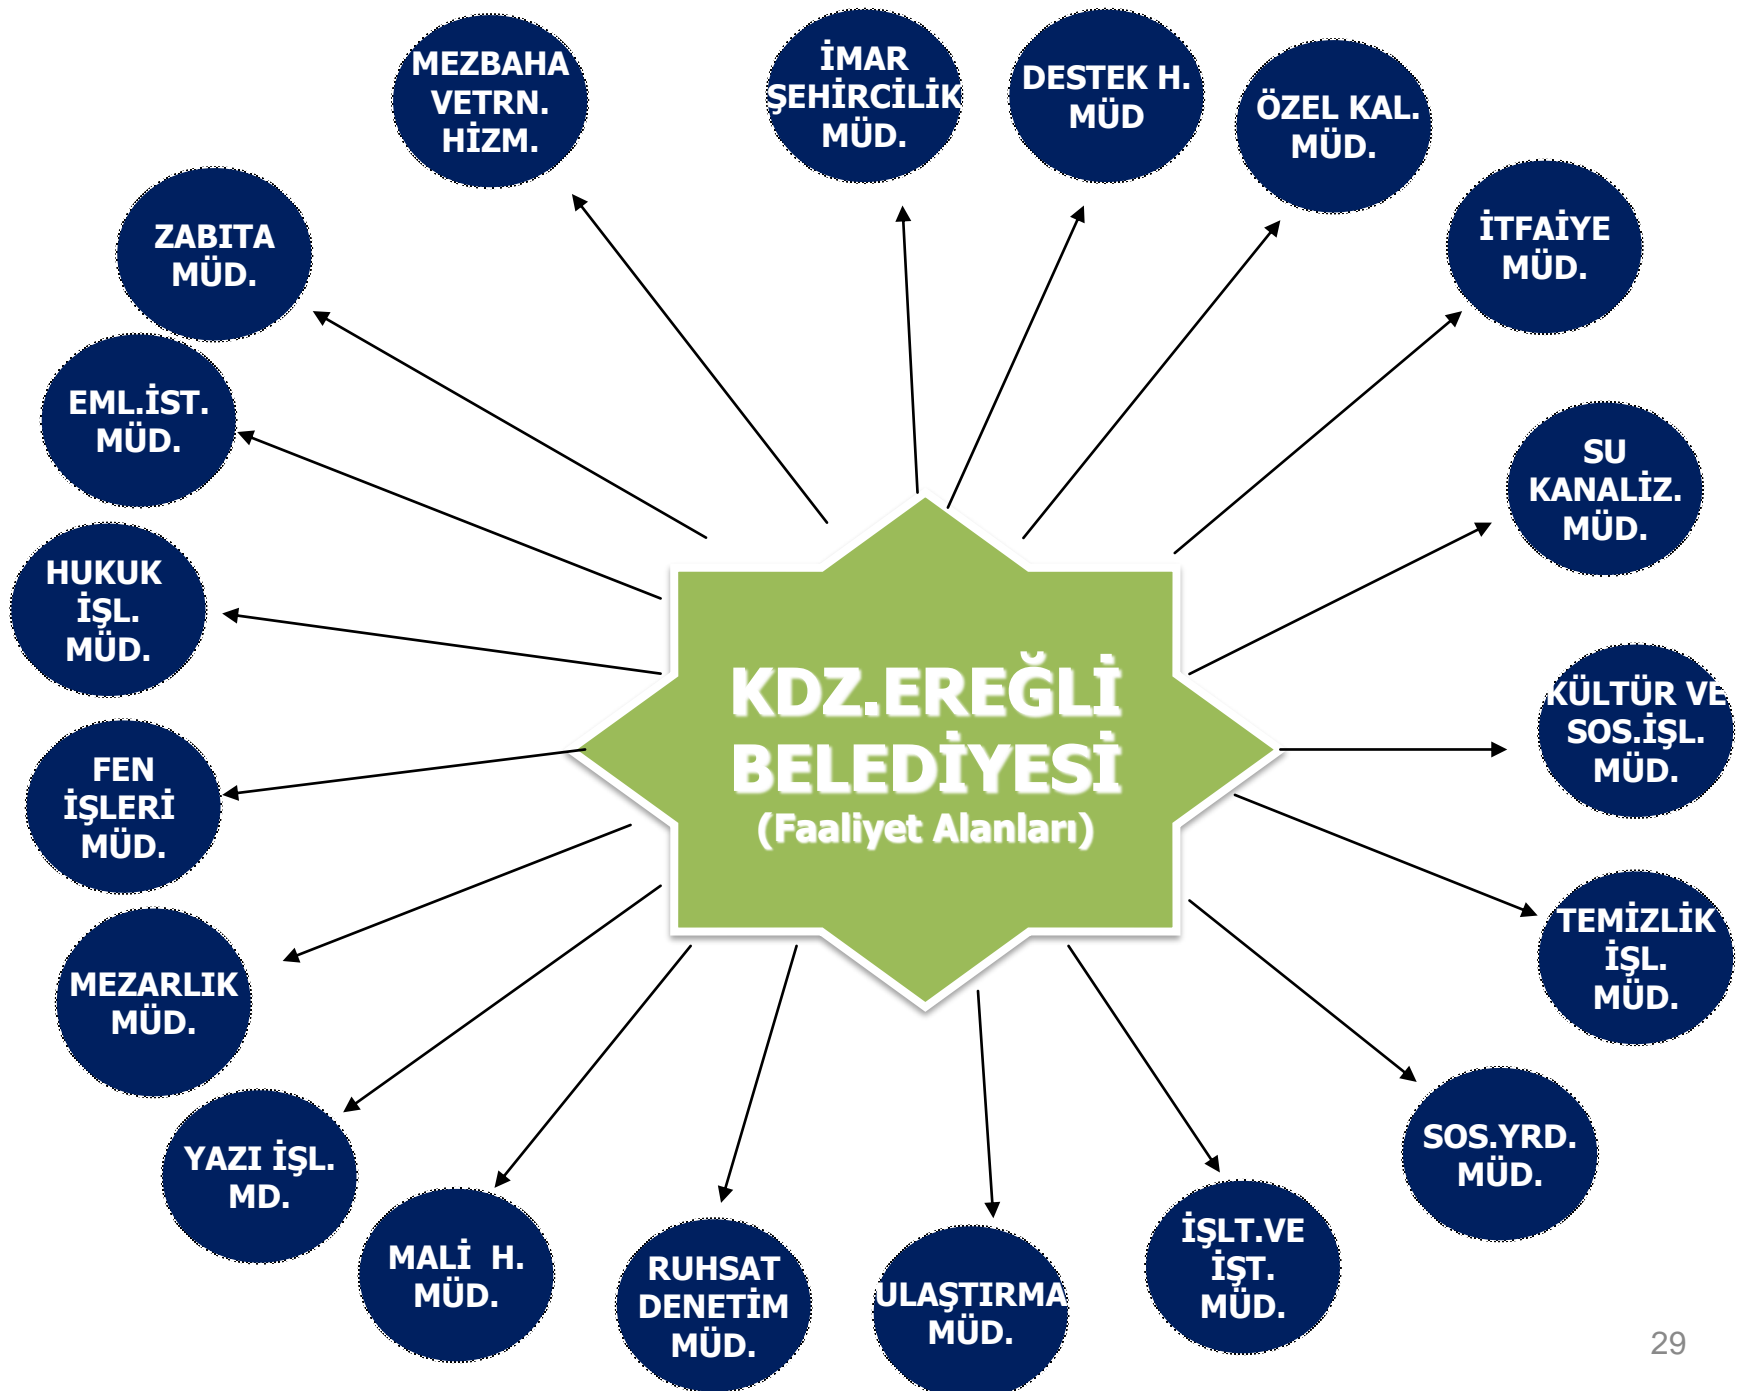 MEZBAHA
VETRN.
HİZM.
İMAR
ŞEHİRCİLİK
MÜD.
DESTEK H.
MÜD
ÖZEL KAL.
MÜD.
İTFAİYE
MÜD.
ZABITA
MÜD.
EML.İST.
MÜD.
SU
KANALİZ.
MÜD.
HUKUK
İŞL.
MÜD.
KDZ.EREĞLİ
BELEDİYESİ
(Faaliyet Alanları)
KÜLTÜR VE
SOS.İŞL.
MÜD.
FEN
İŞLERİ
MÜD.
TEMİZLİK
İŞL.
MÜD.
MEZARLIK
MÜD.
SOS.YRD.
MÜD.
YAZI İŞL.
MD.
MALİ  H.
MÜD.
RUHSAT
DENETİM
MÜD.
ULAŞTIRMA
MÜD.
İŞLT.VE
İŞT.
MÜD.
29